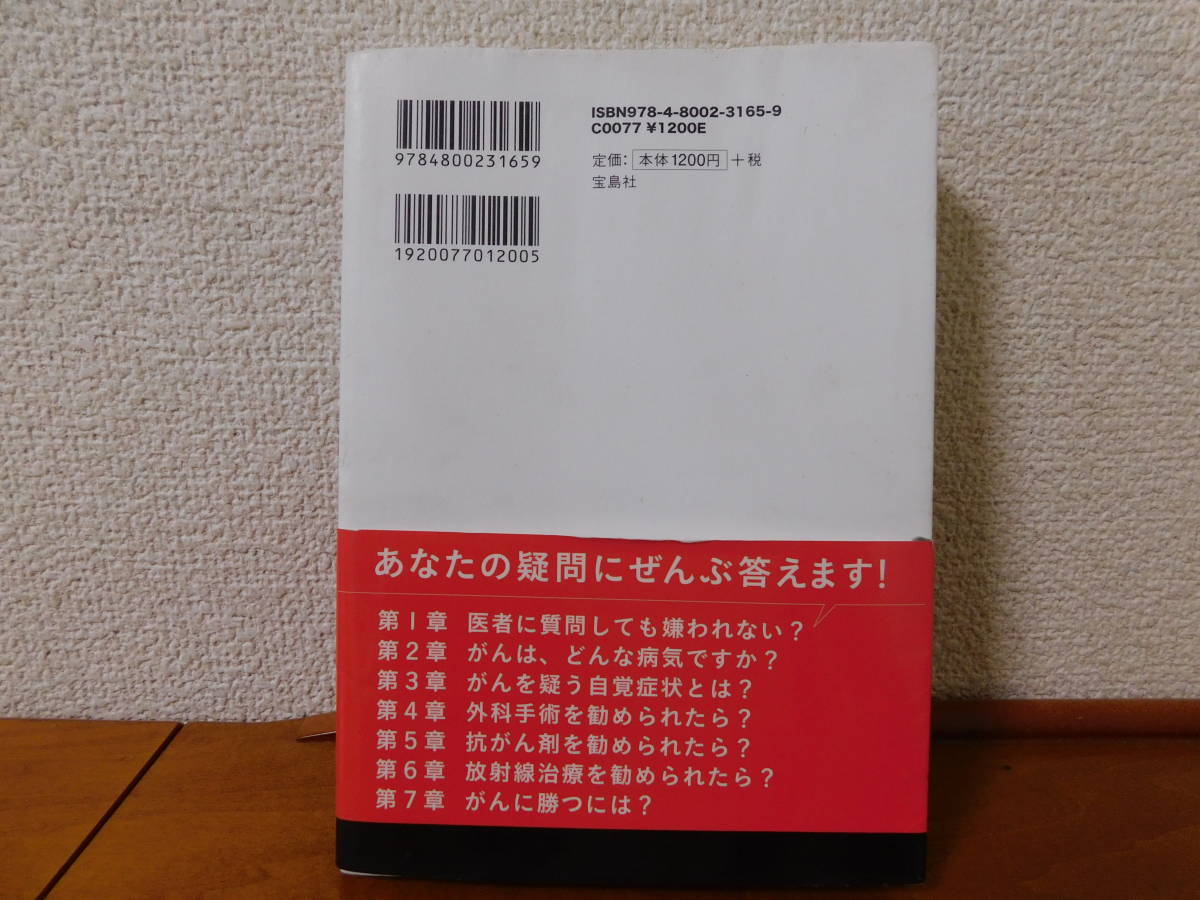 9784800231659
1920077012005
ISBN978-4-8002-3165-9
C0077 ¥1200E
定価: 本体1200円 +税
宝島社
あなたの疑問にぜんぶ答えます!
第1章 医者に質問しても嫌われない?
第2章 がんは、どんな病気ですか?
第3章 がんを疑う自覚症状とは?
第4章 外科手術を勧められたら?
第5章 抗がん剤を勧められたら?
第6章 放射線治療を勧められたら?
第7章 がんに勝つには?